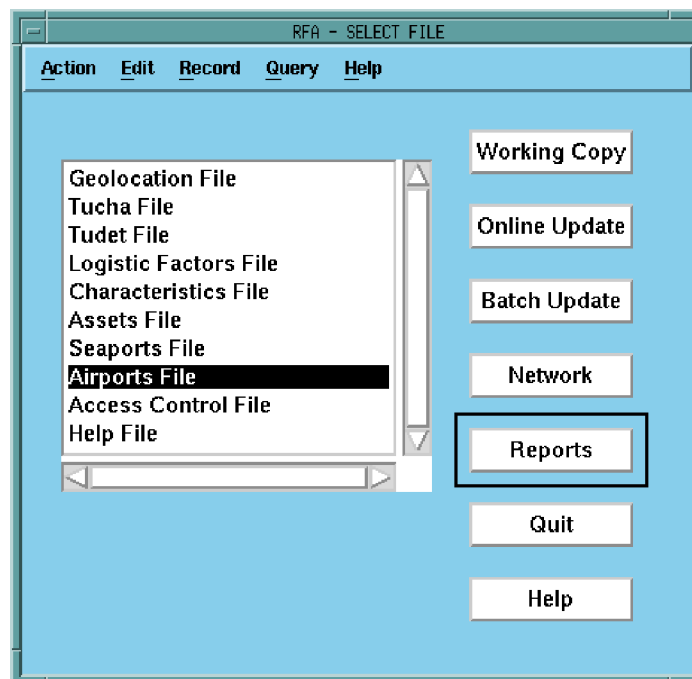 RFA - SELECT FILE
Action Edit Record Query Help
Geolocation File
Tucha File
Tudet File
Logistic Factors File
Characteristics File
Assets File
Seaports File
Airports File
Access Control File
Help File
Working Copy
Online Update
Batch Update
Network
Reports
Quit
Help